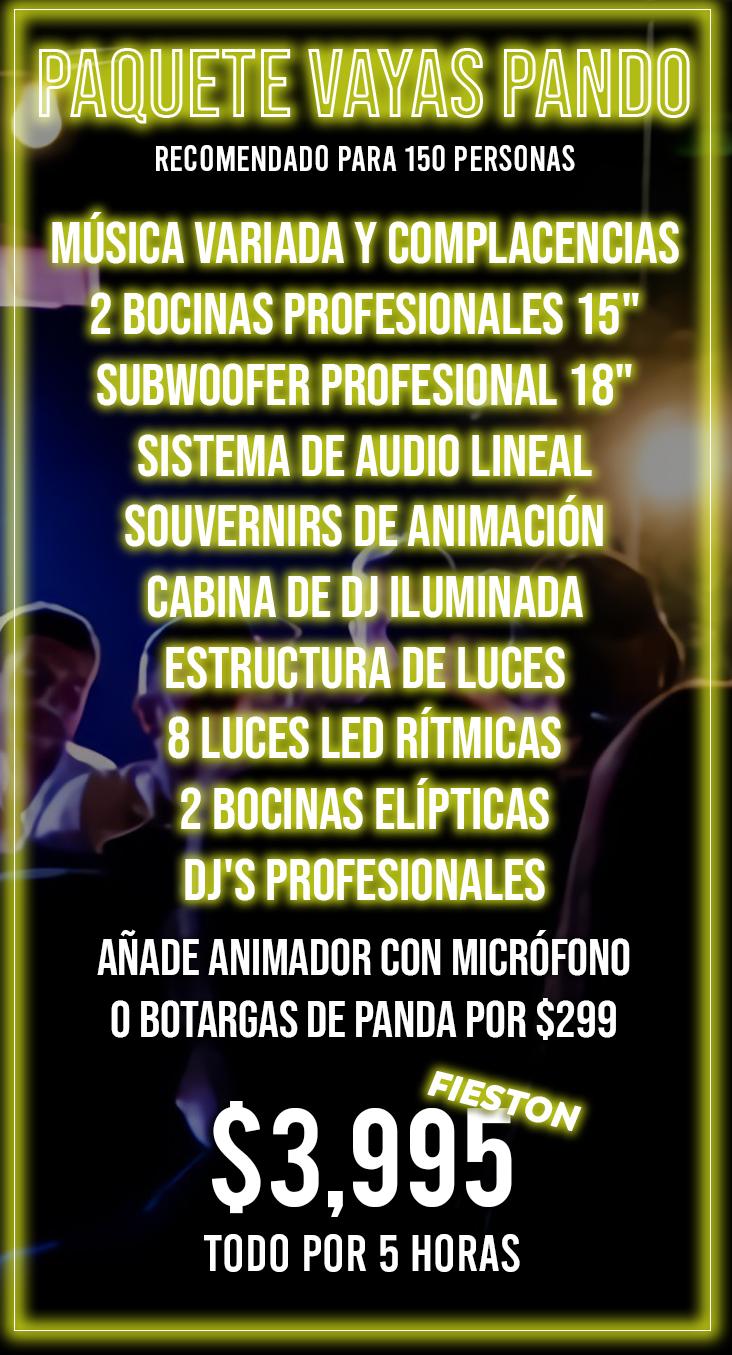 PAQUETE VAYAS PANDO
RECOMENDADO PARA 150 PERSONAS
MÚSICA VARIADA Y COMPLACENCIAS
2 BOCINAS PROFESIONALES 15"
SUBWOOFER PROFESIONAL 18"
SISTEMA DE AUDIO LINEAL
SOUVERNIRS DE ANIMACIÓN
CABINA DE DJ ILUMINADA
ESTRUCTURA DE LUCES
8 LUCES LED RÍTMICAS
2 BOCINAS ELÍPTICAS
DJ'S PROFESIONALES
AÑADE ANIMADOR CON MICRÓFONO
O BOTARGAS DE PANDA POR $299
FIESTON
$3,995
TODO POR 5 HORAS